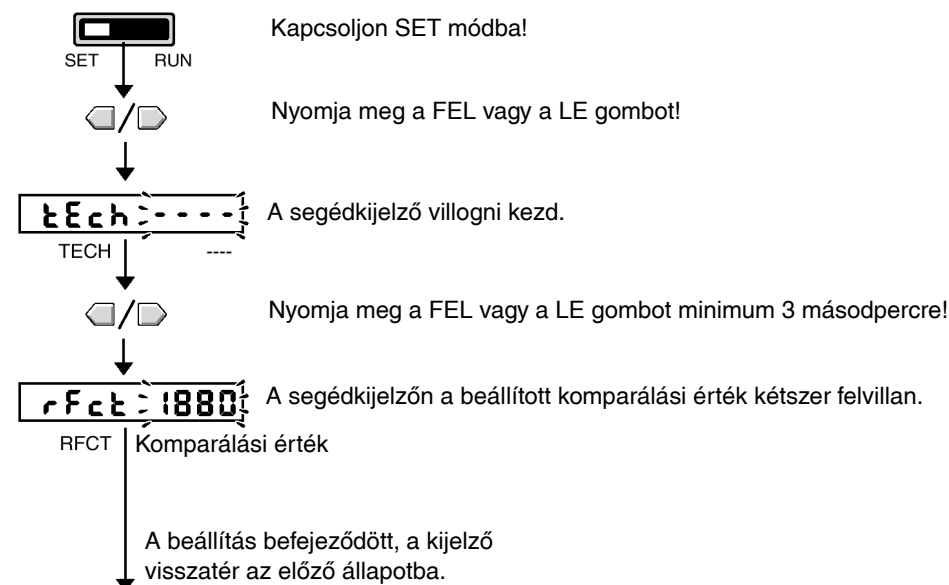 Kapcsoljon SET módba!
SET RUN
Nyomja meg a FEL vagy a LE gombot!
tEch ----
A segédkijelző villogni kezd.
TECH ----
Nyomja meg a FEL vagy a LE gombot minimum 3 másodpercre!
rFct 1880
A segédkijelzőn a beállított komparálási érték kétszer felvillan.
RFCT Komparálási érték
A beállítás befejeződött, a kijelző
visszatér az előző állapotba.